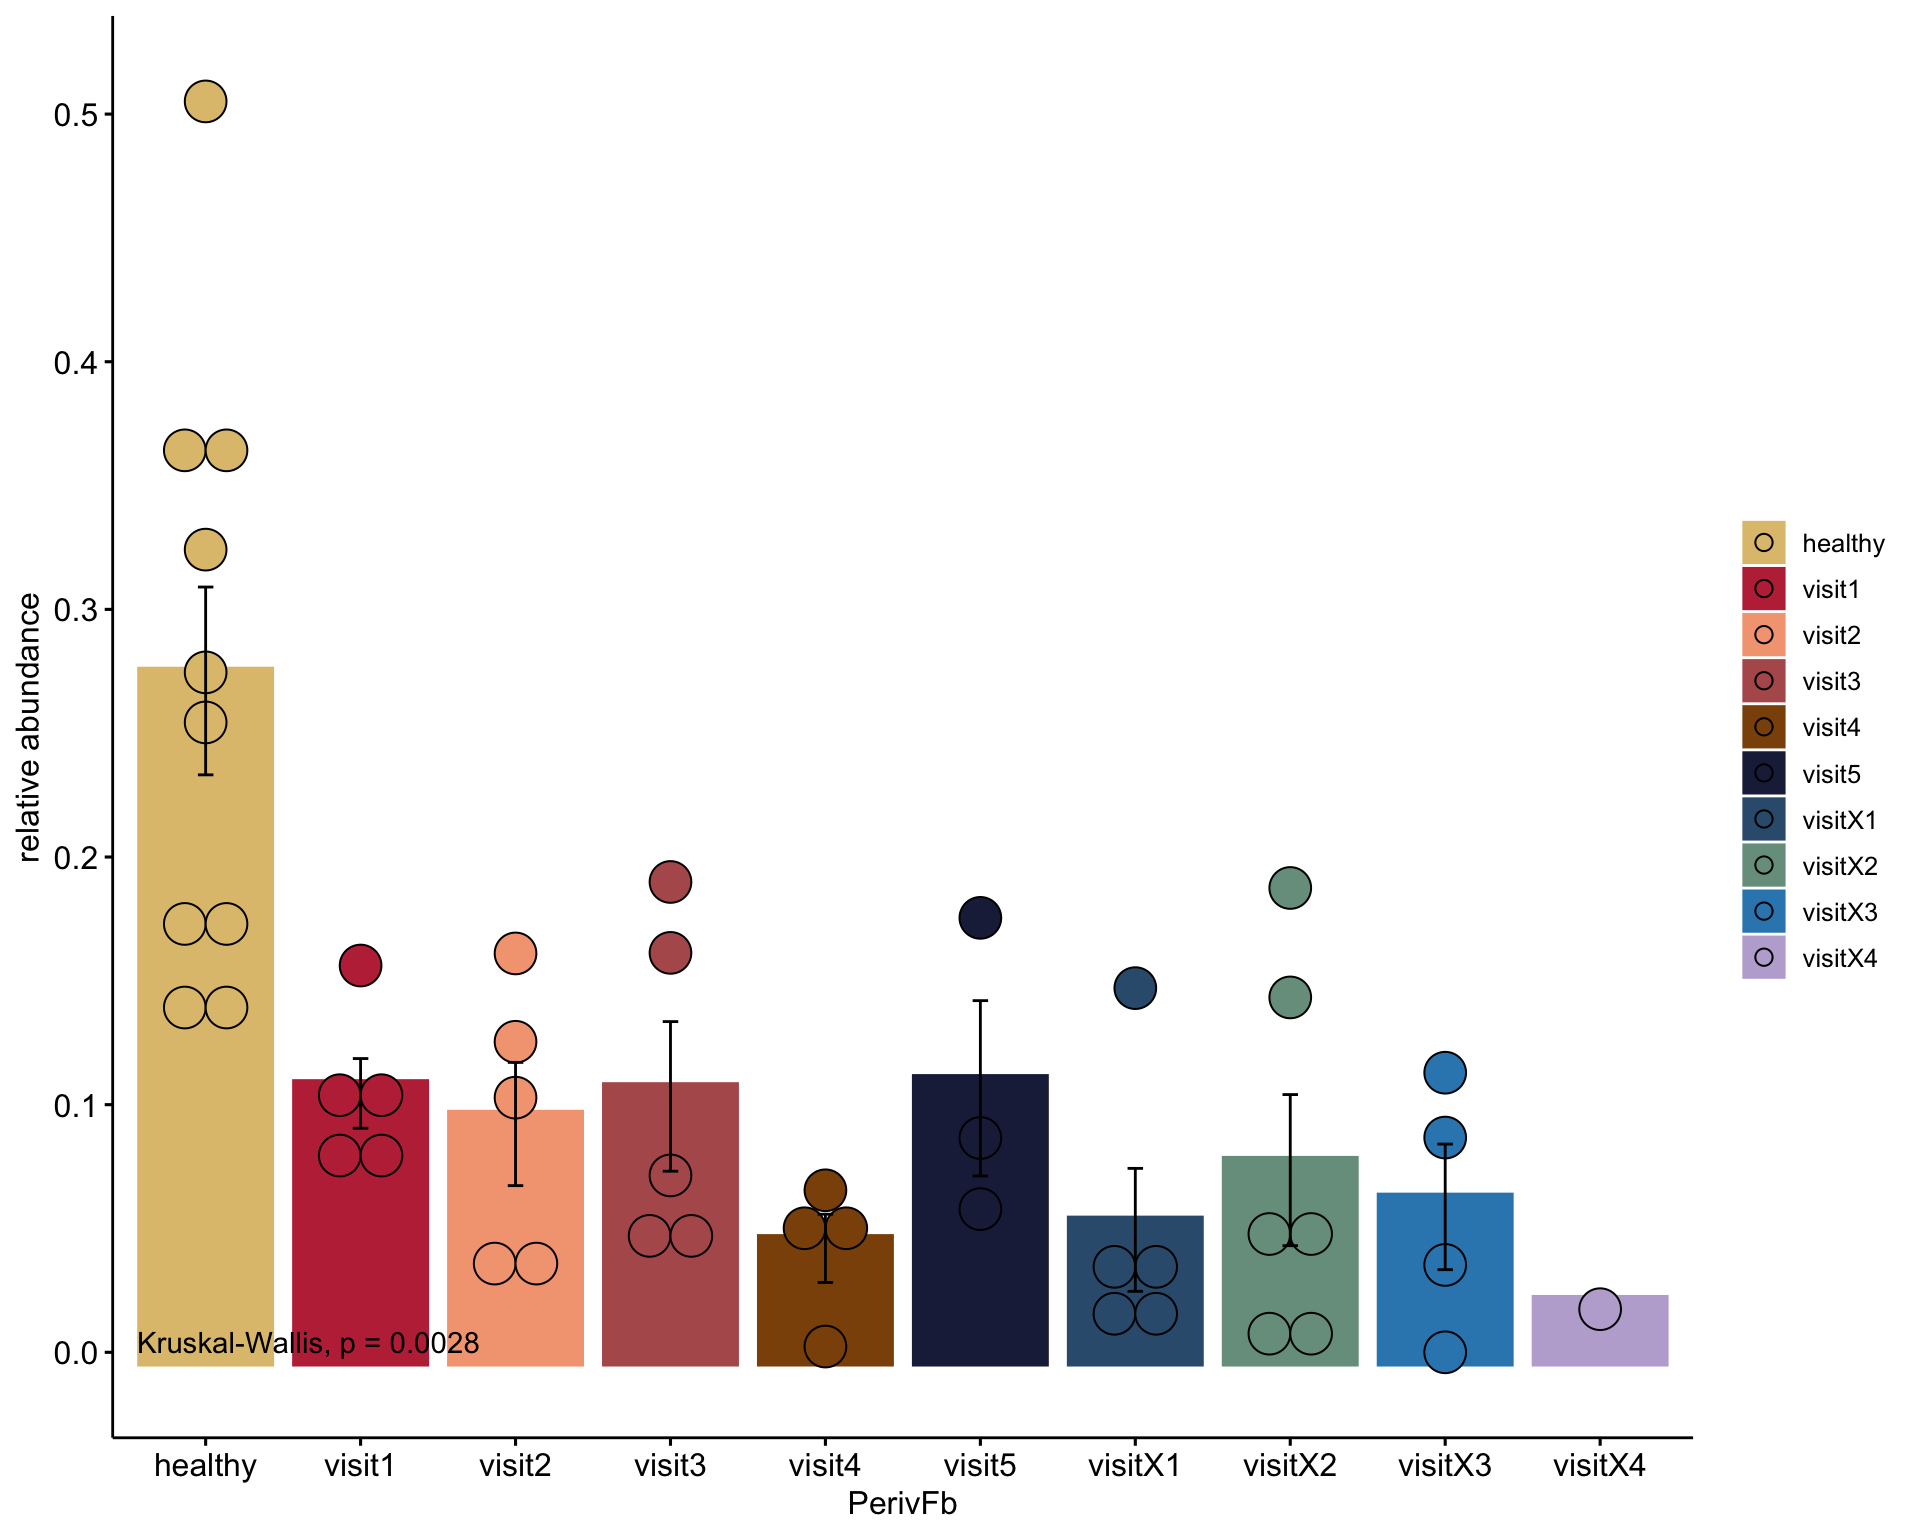 0.5
0.4
0.3
0.2
0.1
0.0
relative abundance
Kruskal-Wallis, p = 0.0028
healthy visit1 visit2 visit3 visit4 visit5 visitX1 visitX2 visitX3 visitX4
PerivFb
healthy
visit1
visit2
visit3
visit4
visit5
visitX1
visitX2
visitX3
visitX4